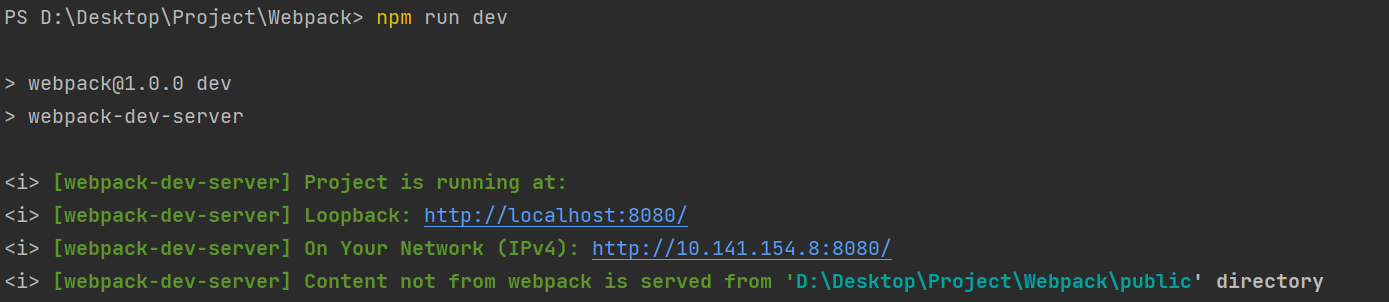 PS D:\Desktop\Project\Webpack> npm run dev
> webpack@1.0.0 dev
> webpack-dev-server
<i> [webpack-dev-server] Project is running at:
<i> [webpack-dev-server] Loopback: http://localhost:8080/
<i> [webpack-dev-server] On Your Network (IPv4): http://10.141.154.8:8080/
<i> [webpack-dev-server] Content not from webpack is served from 'D:\Desktop\Project\Webpack\public' directory